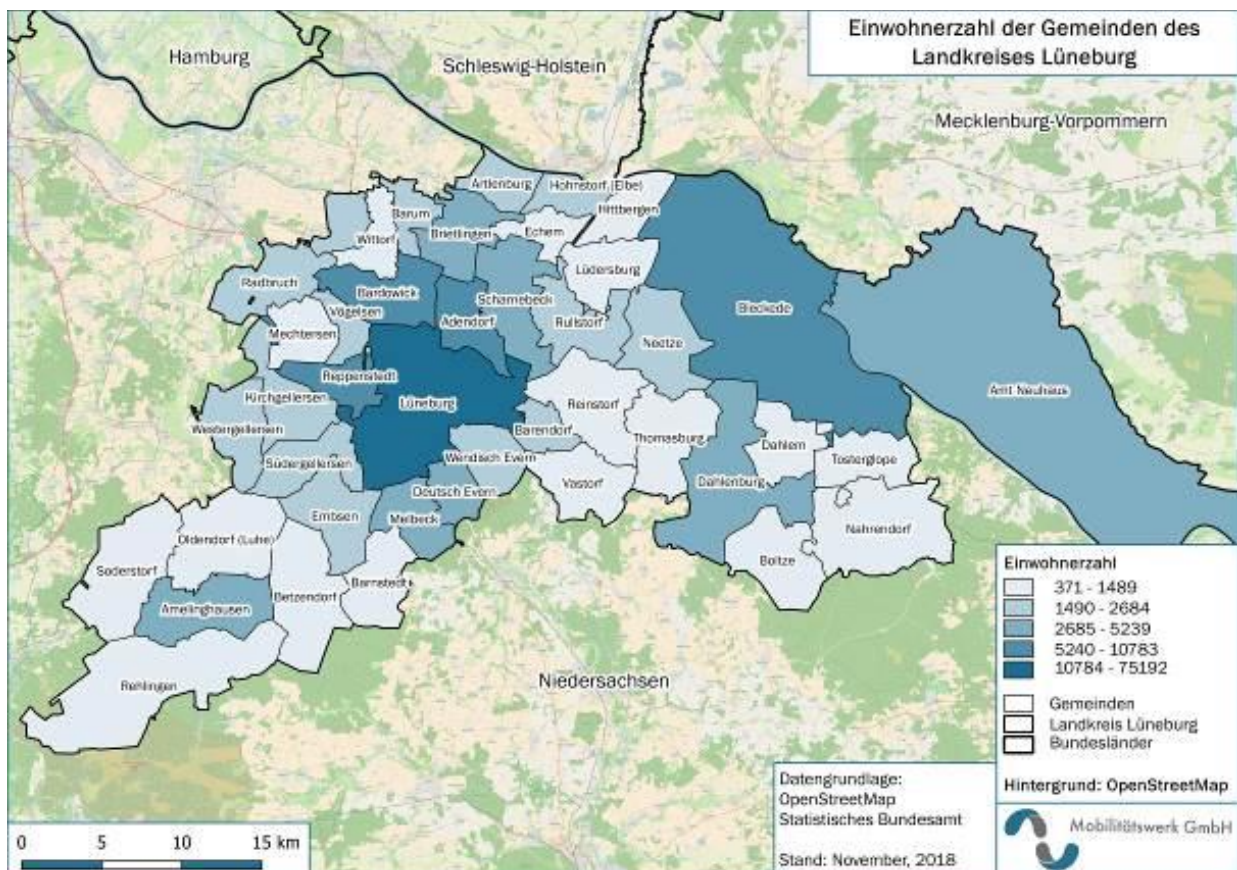 Einwohnerzahl der Gemeinden des
Landkreises Lüneburg
Hamburg
Schleswig-Holstein
Mecklenburg-Vorpommern
Artlenburg
Hohnstorf (Elbe)
Hittbergen
Barum
Brietlingen
Echem
Wittorf
Lüdersburg
Radbruch
Bardowick
Scharnebeck
Bleckede
Vögelsen
Adendorf
Rullstorf
Mechtersen
Neetze
Reppenstedt
Amt Neuhaus
Kirchgellersen
Lüneburg
Reinstorf
Westergellersen
Barendorf
Thomasburg
Dahlem
Wendisch Evern
Tosterglope
Südergellersen
Vastorf
Dahlenburg
Deutsch Evern
Embsen
Melbeck
Nahrendorf
Oldendorf (Luhe)
Boitze
Soderstorf
Barnstedt
Betzendorf
Amelinghausen
Rehlingen
Niedersachsen
Einwohnerzahl
371 - 1489
1490 - 2684
2685 - 5239
5240 - 10783
10784 - 75192
Gemeinden
Landkreis Lüneburg
Bundesländer
Hintergrund: OpenStreetMap
Datengrundlage:
OpenStreetMap
Statistisches Bundesamt
Stand: November, 2018
Mobilitätswerk GmbH
0 5 10 15 km